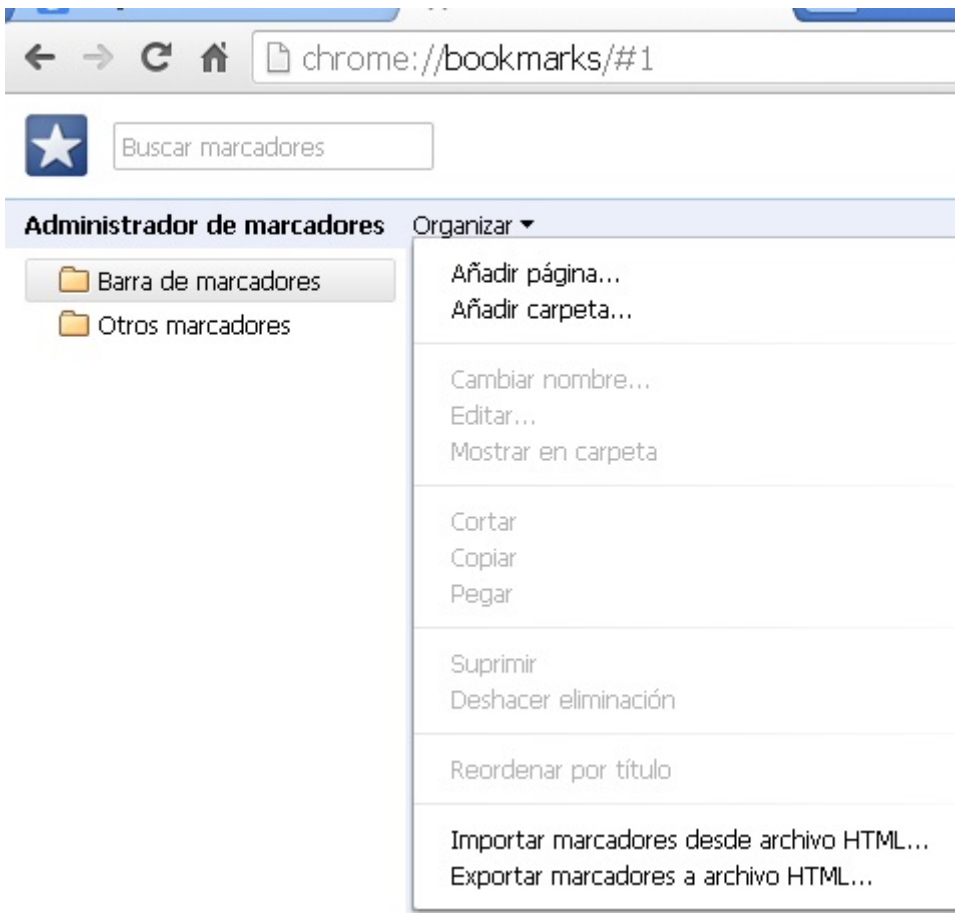 chrome://bookmarks/#1
Buscar marcadores
Administrador de marcadores
Organizar
Barra de marcadores
Otros marcadores
Añadir página...
Añadir carpeta...
Cambiar nombre...
Editar...
Mostrar en carpeta
Cortar
Copiar
Pegar
Suprimir
Deshacer eliminación
Reordenar por título
Importar marcadores desde archivo HTML...
Exportar marcadores a archivo HTML...